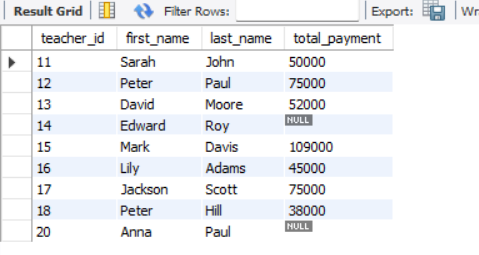 Result Grid Filter Rows: Export: Wr
teacher_id first_name last_name total_payment
11 Sarah John 50000
12 Peter Paul 75000
13 David Moore 52000
14 Edward Roy NULL
15 Mark Davis 109000
16 Lily Adams 45000
17 Jackson Scott 75000
18 Peter Hill 38000
20 Anna Paul NULL